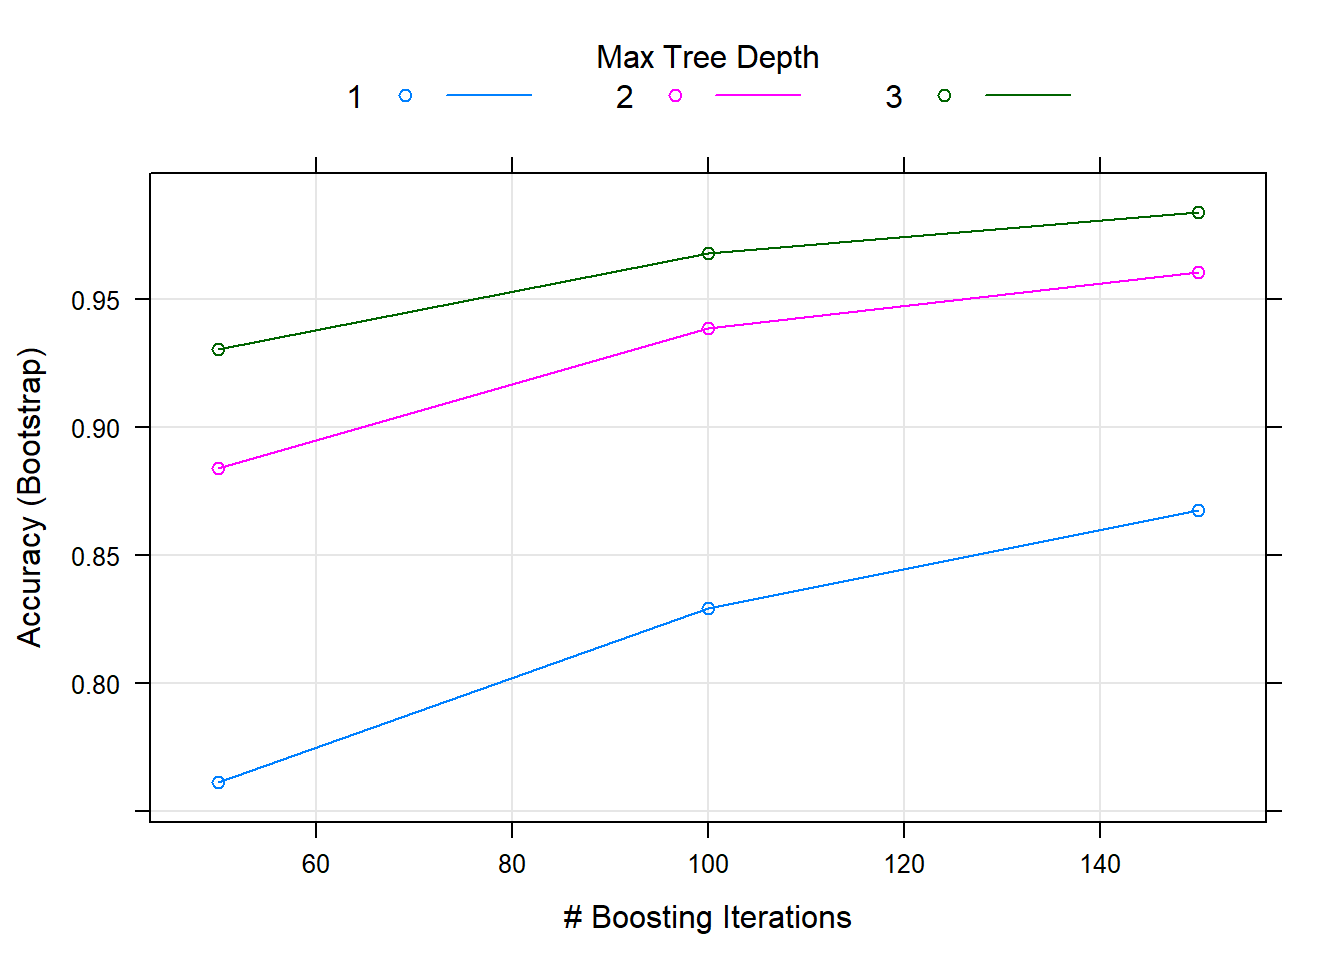 Max Tree Depth
1 2 3
0.95
0.90
0.85
0.80
Accuracy (Bootstrap)
60 80 100 120 140
# Boosting Iterations